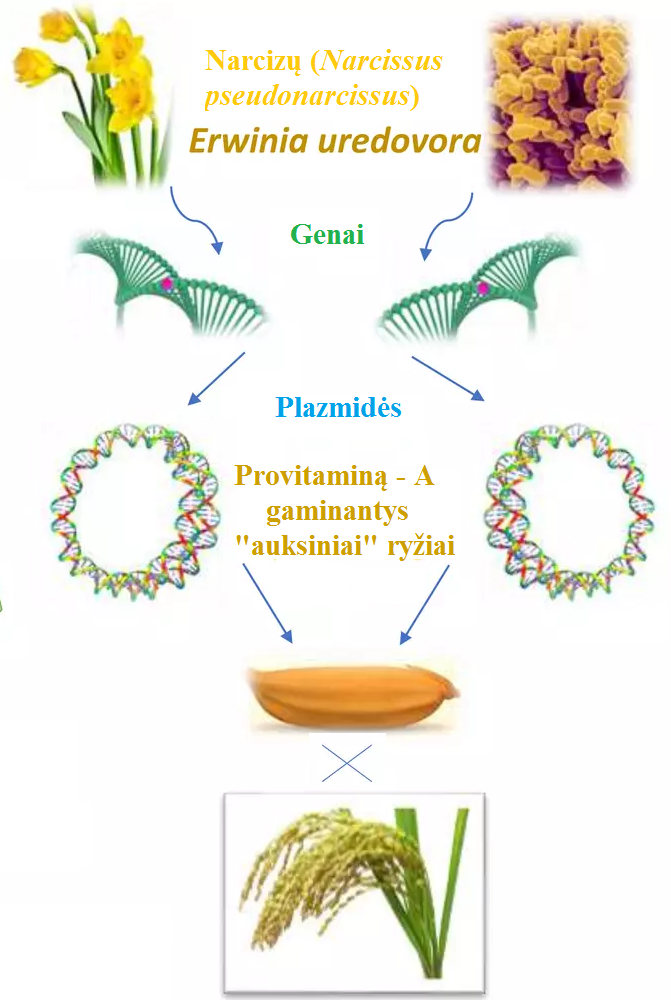 Narcizų (Narcissus
pseudonarcissus)
Erwinia uredovora
Genai
Plazmidės
Provitaminą - A
gaminantys
"auksiniai" ryžiai